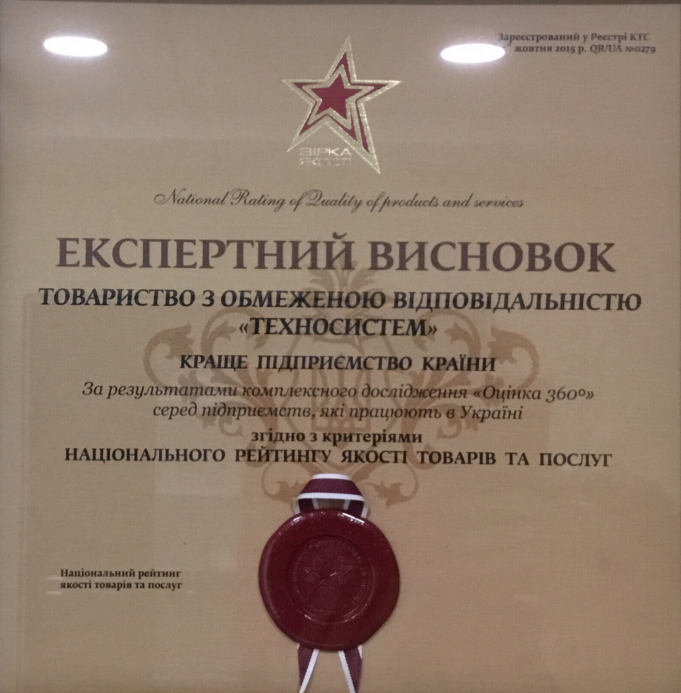 Зареєстрований у Реєстрі КТС
жовтня 2015 р. QR/UA №0279
ЗІРКА
ЯКОСТІ
National Rating of Quality of products and services
ЕКСПЕРТНИЙ ВИСНОВОК
ТОВАРИСТВО З ОБМЕЖЕНОЮ ВІДПОВІДАЛЬНІСТЮ
«ТЕХНОСИСТЕМ»
КРАЩЕ ПІДПРИЄМСТВО КРАЇНИ
За результатами комплексного дослідження «Оцінка 360º»
серед підприємств, які працюють в Україні
згідно з критеріями
НАЦІОНАЛЬНОГО РЕЙТИНГУ ЯКОСТІ ТОВАРІВ ТА ПОСЛУГ
Національний рейтинг
якості товарів та послуг